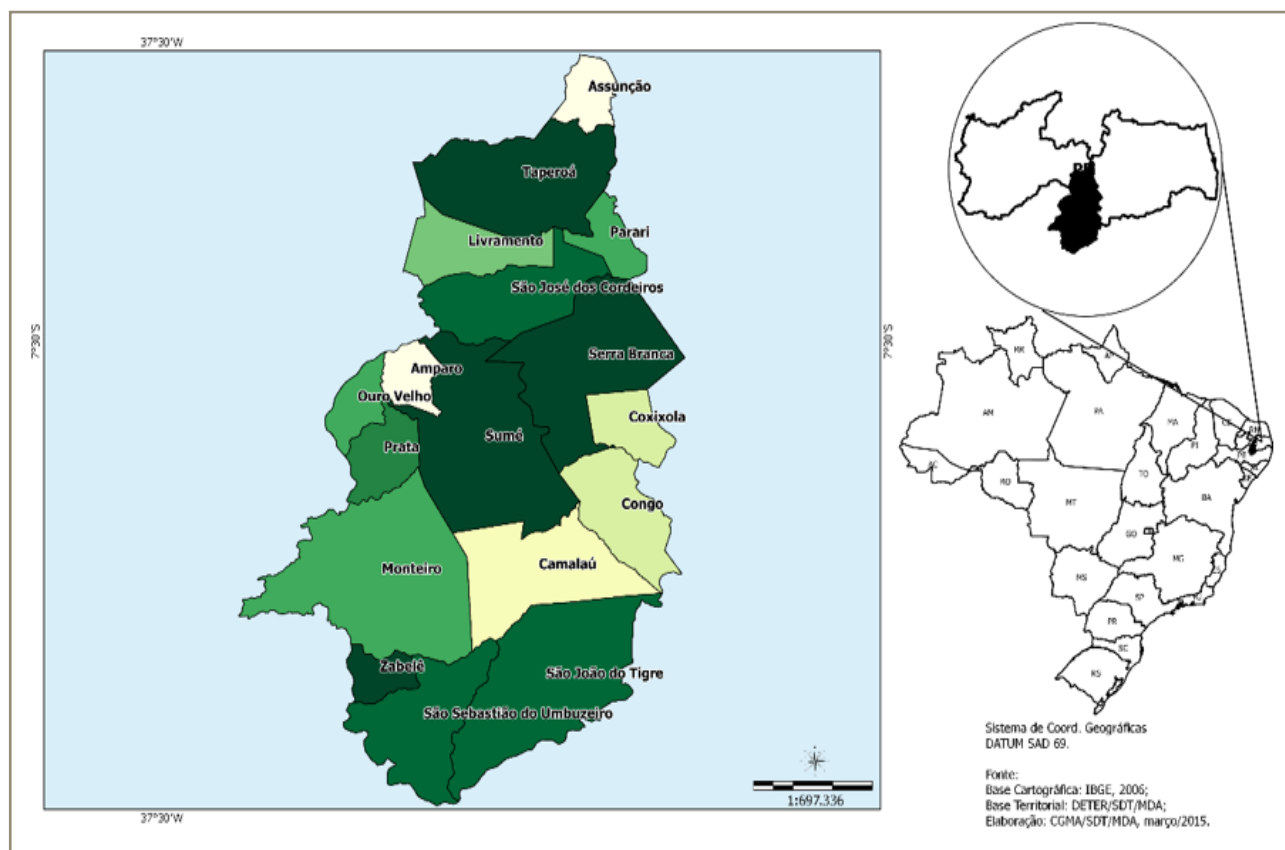 37°30'W
Assunção
Taperoá
Livramento
Parari
São José dos Cordeiros
7°30'S
7°30'S
Serra Branca
Amparo
Ouro Velho
Coxixola
Sumé
Prata
Congo
Camalaú
Monteiro
Zabelê
São João do Tigre
São Sebastião do Umbuzeiro
1:697.336
37°30'W
AM
PA
MA
PI
AC
RO
TO
BA
MT
GO
MG
MS
SP
PR
SC
RS
Sistema de Coord. Geográficas
DATUM SAD 69.
Fonte:
Base Cartográfica: IBGE, 2006;
Base Territorial: DETER/SDT/MDA;
Elaboração: CGMA/SDT/MDA, março/2015.